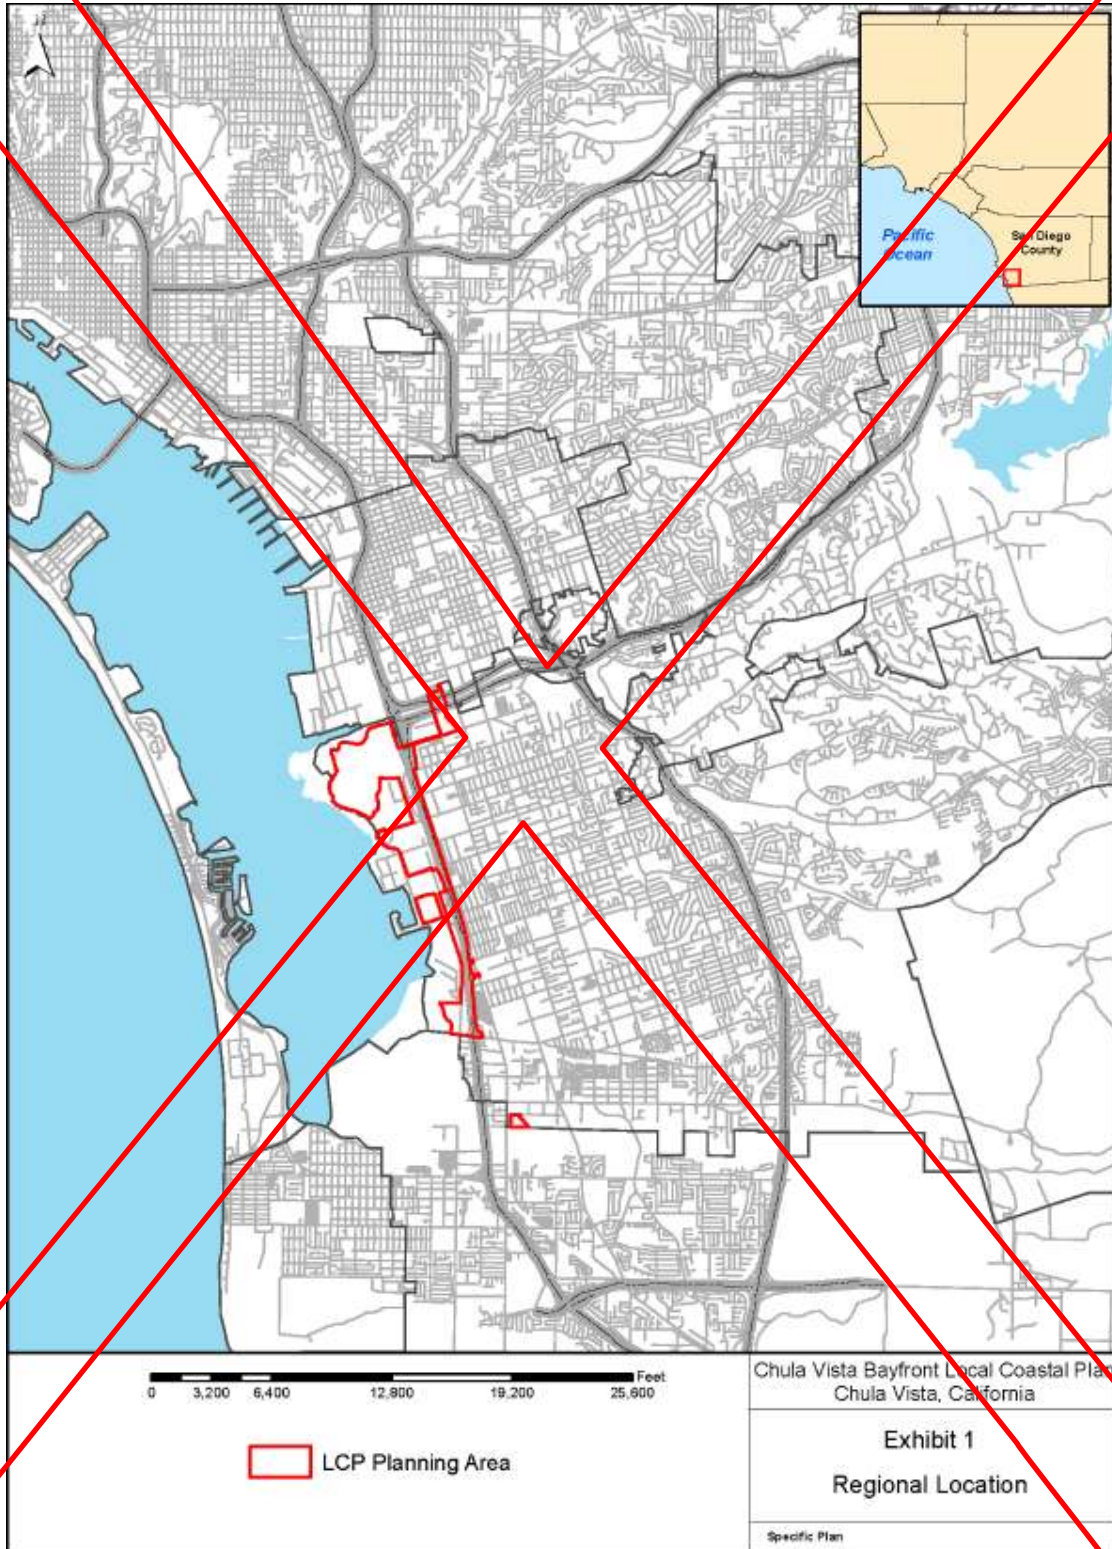 Pacific
Ocean
San Diego
County
Feet
0 3,200 6,400 12,800 19,200 25,600
LCP Planning Area
Chula Vista Bayfront Local Coastal Plan
Chula Vista, California
Exhibit 1
Regional Location
Specific Plan